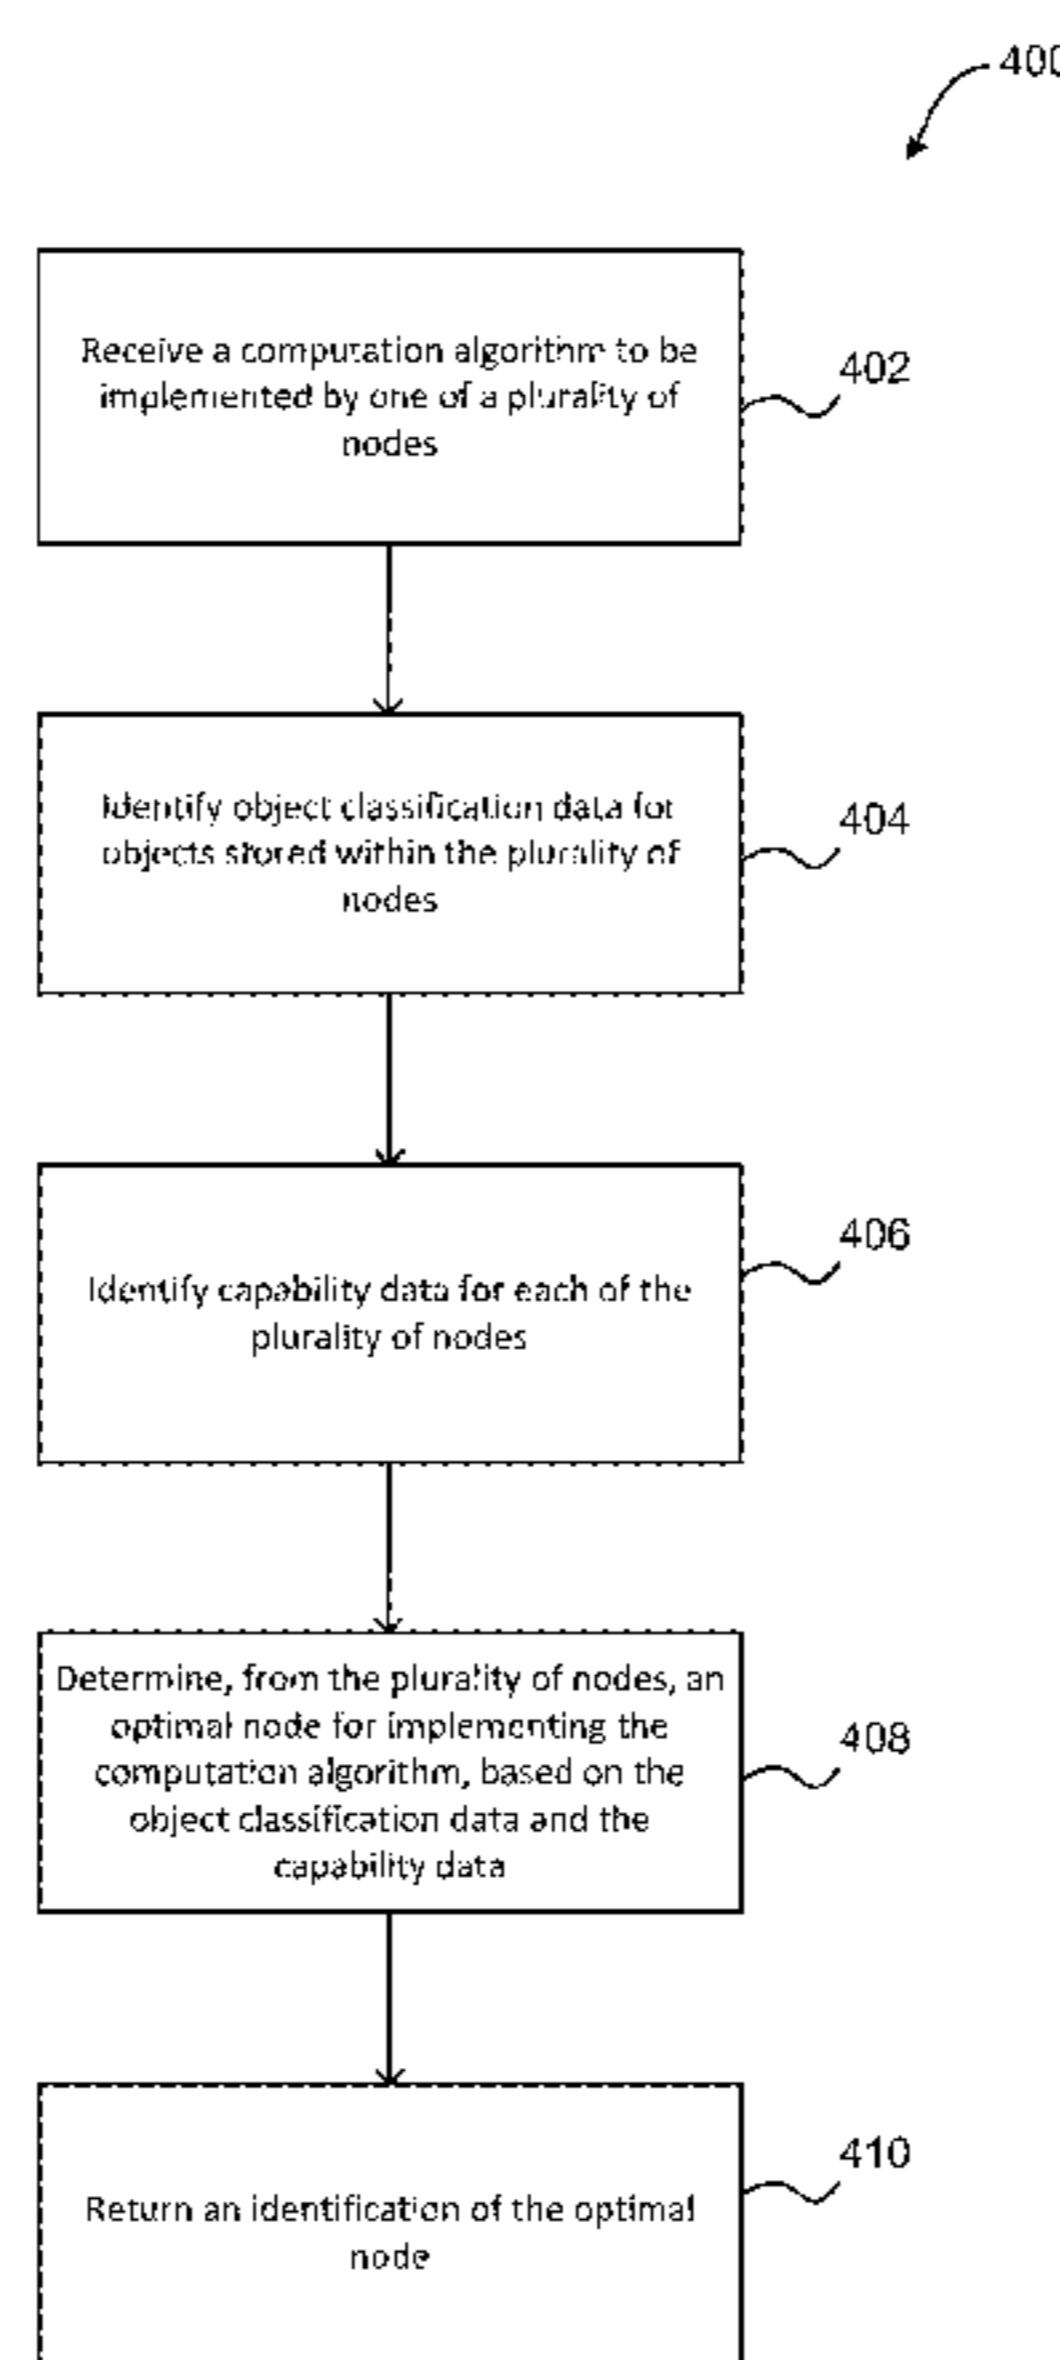 400
Receive a computation algorithm to be
implemented by one of a plurality of
nodes
402
Identify object classification data for
objects stored within the plurality of
nodes
404
Identify capability data for each of the
plurality of nodes
406
Determine, from the plurality of nodes, an
optimal node for implementing the
computation algorithm, based on the
object classification data and the
capability data
408
Return an identification of the optimal
node
410